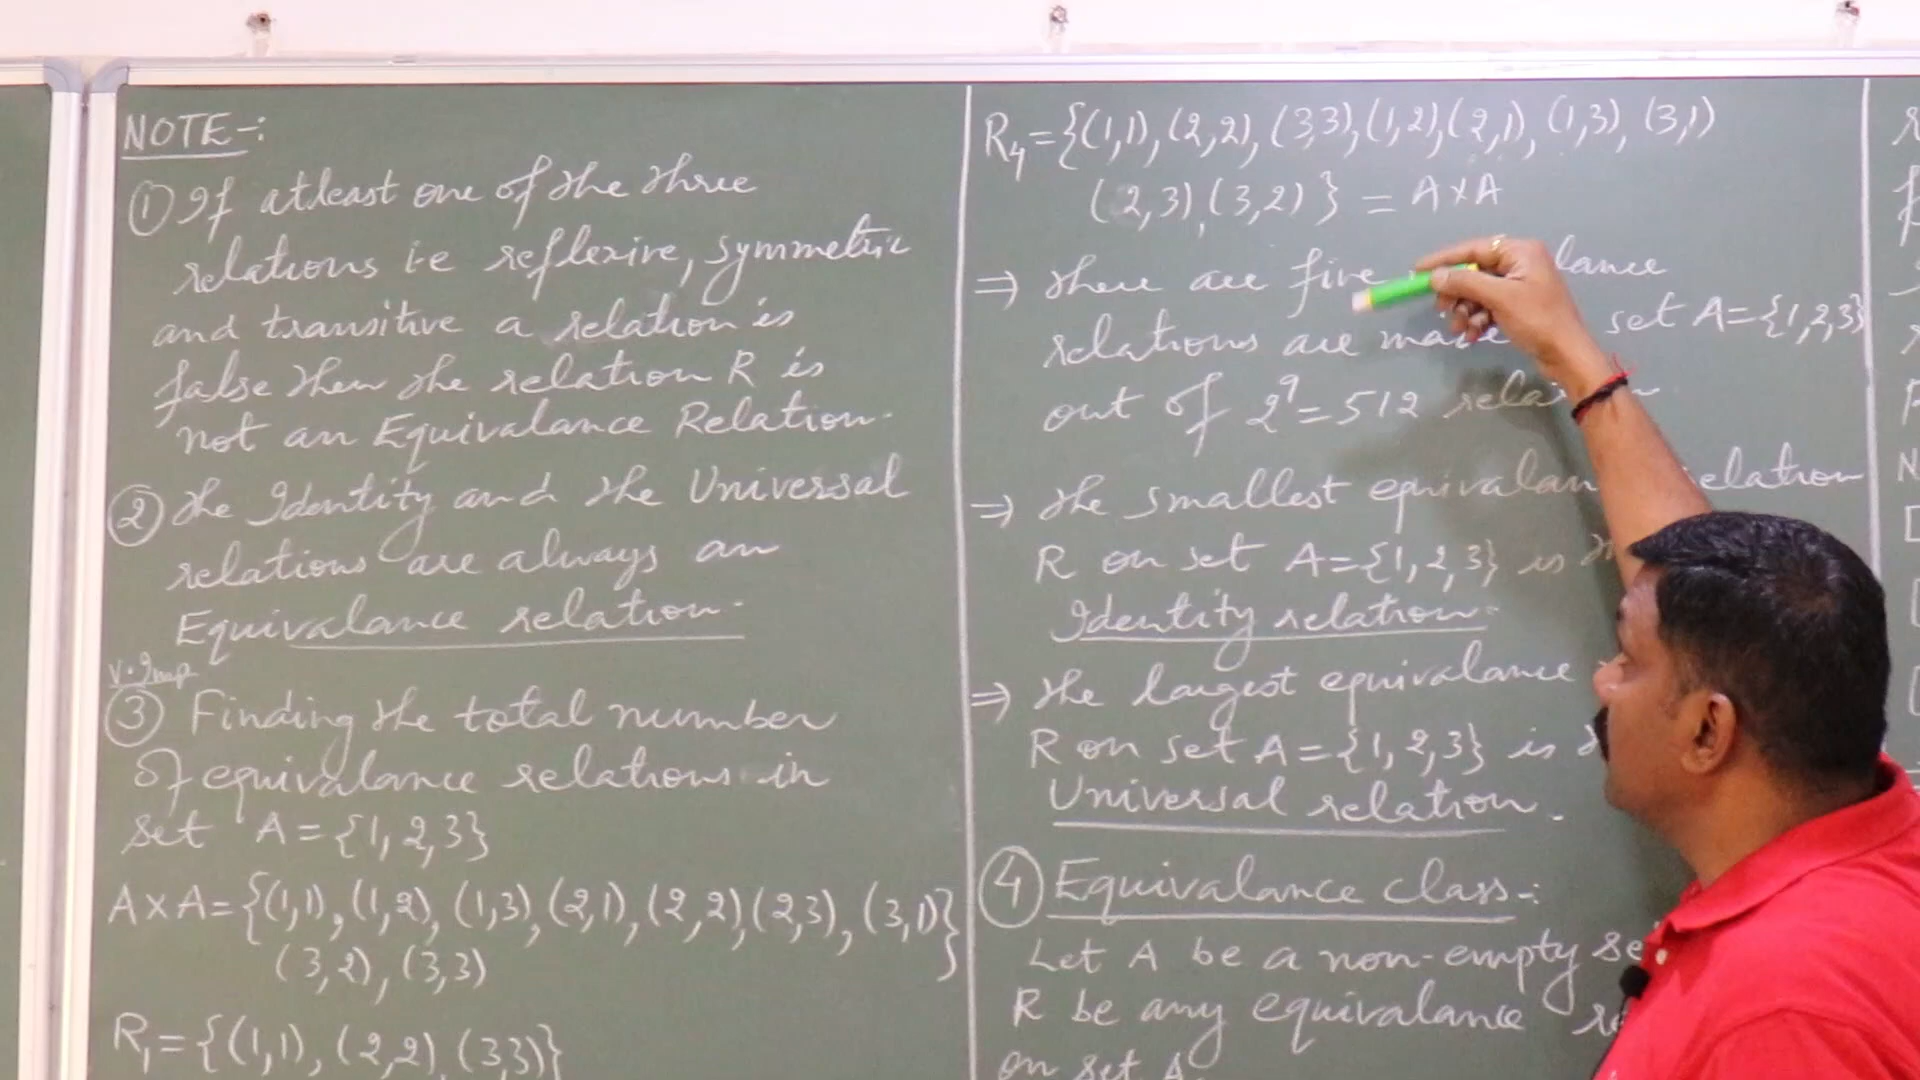 NOTE-:
① If atleast one of the three
relations ie reflexive, symmetric
and transitive a relation is
false then the relation R is
not an Equivalance Relation.
② the Identity and the Universal
relations are always an
Equivalance relation.
V.Imp
③ Finding the total number
of equivalance relations in
set A={1,2,3}
A×A={(1,1),(1,2),(1,3),(2,1),(2,2),(2,3),(3,1)}
(3,2),(3,3)
R₁={(1,1),(2,2),(3,3)}
R₄={(1,1),(2,2),(3,3),(1,2),(2,1),(1,3),(3,1)
(2,3),(3,2)}=A×A
⇒ there are five
relations are set A={1,2,3}
out of 2⁹=512
⇒ the smallest relation
R on set A={1,2,3} is
Identity relation.
⇒ the largest equivalance
R on set A={1,2,3} is
Universal relation.
④ Equivalance class-:
Let A be a non-empty
R be any equivalance
on set A.